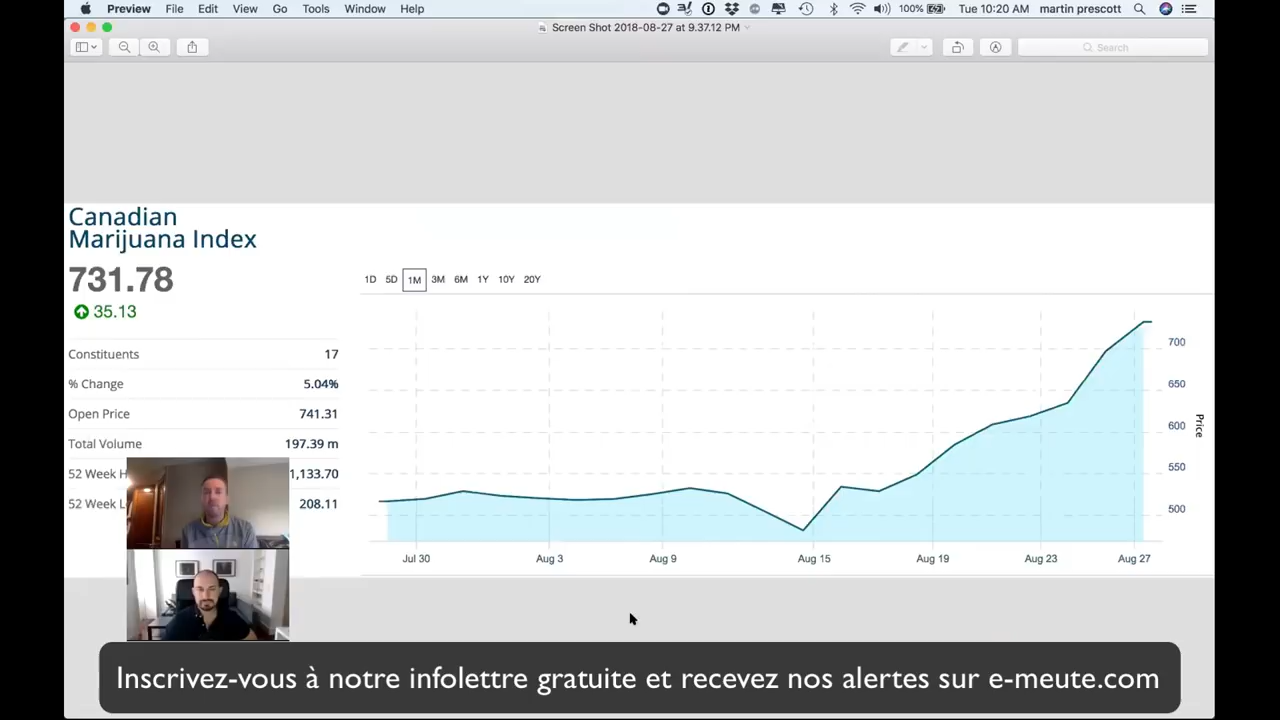 Preview File Edit View Go Tools Window Help 100% Tue 10:20 AM martin prescott
Screen Shot 2018-08-27 at 9.37.12 PM
Search
Canadian
Marijuana Index
731.78
35.13
1D 5D 1M 3M 6M 1Y 10Y 20Y
Constituents 17
% Change 5.04%
Open Price 741.31
Total Volume 197.39 m
52 Week H 1,133.70
52 Week L 208.11
700
650
600
550
500
Price
Jul 30 Aug 3 Aug 9 Aug 15 Aug 19 Aug 23 Aug 27
Inscrivez-vous à notre infolettre gratuite et recevez nos alertes sur e-meute.com